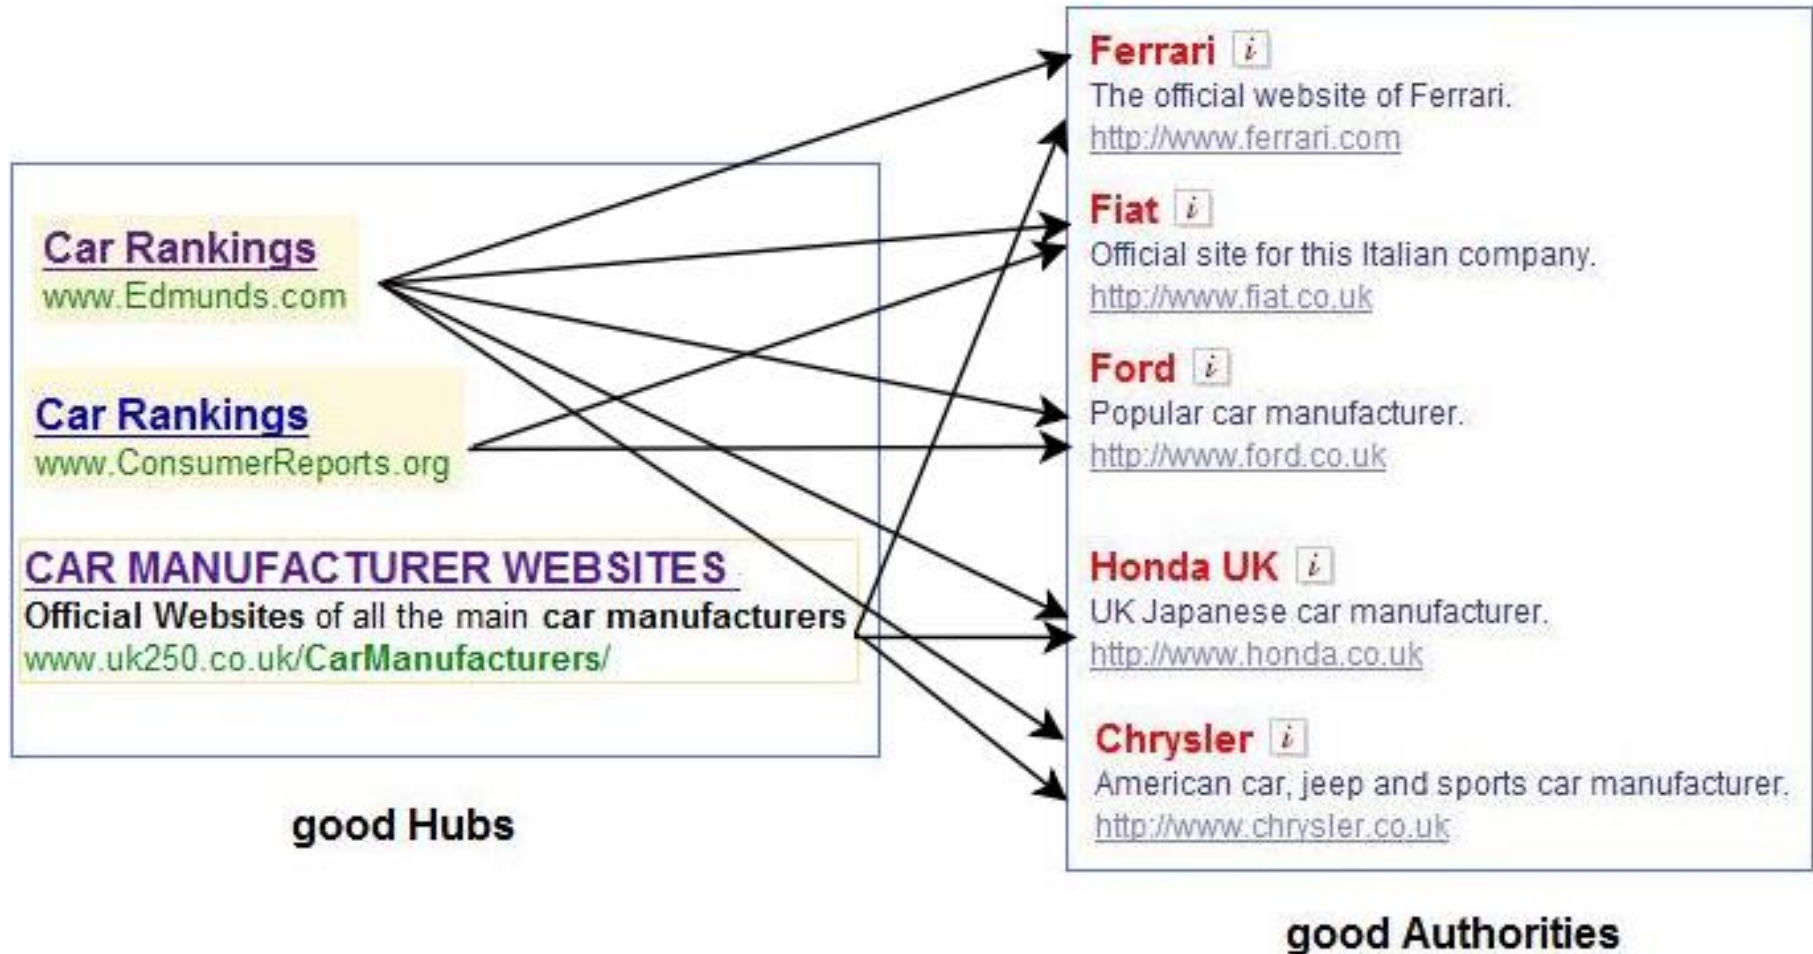 Car Rankings
www.Edmunds.com
Car Rankings
www.ConsumerReports.org
CAR MANUFACTURER WEBSITES
Official Websites of all the main car manufacturers
www.uk250.co.uk/CarManufacturers/
good Hubs
Ferrari i
The official website of Ferrari.
http://www.ferrari.com
Fiat i
Official site for this Italian company.
http://www.fiat.co.uk
Ford i
Popular car manufacturer.
http://www.ford.co.uk
Honda UK i
UK Japanese car manufacturer.
http://www.honda.co.uk
Chrysler i
American car, jeep and sports car manufacturer.
http://www.chrysler.co.uk
good Authorities